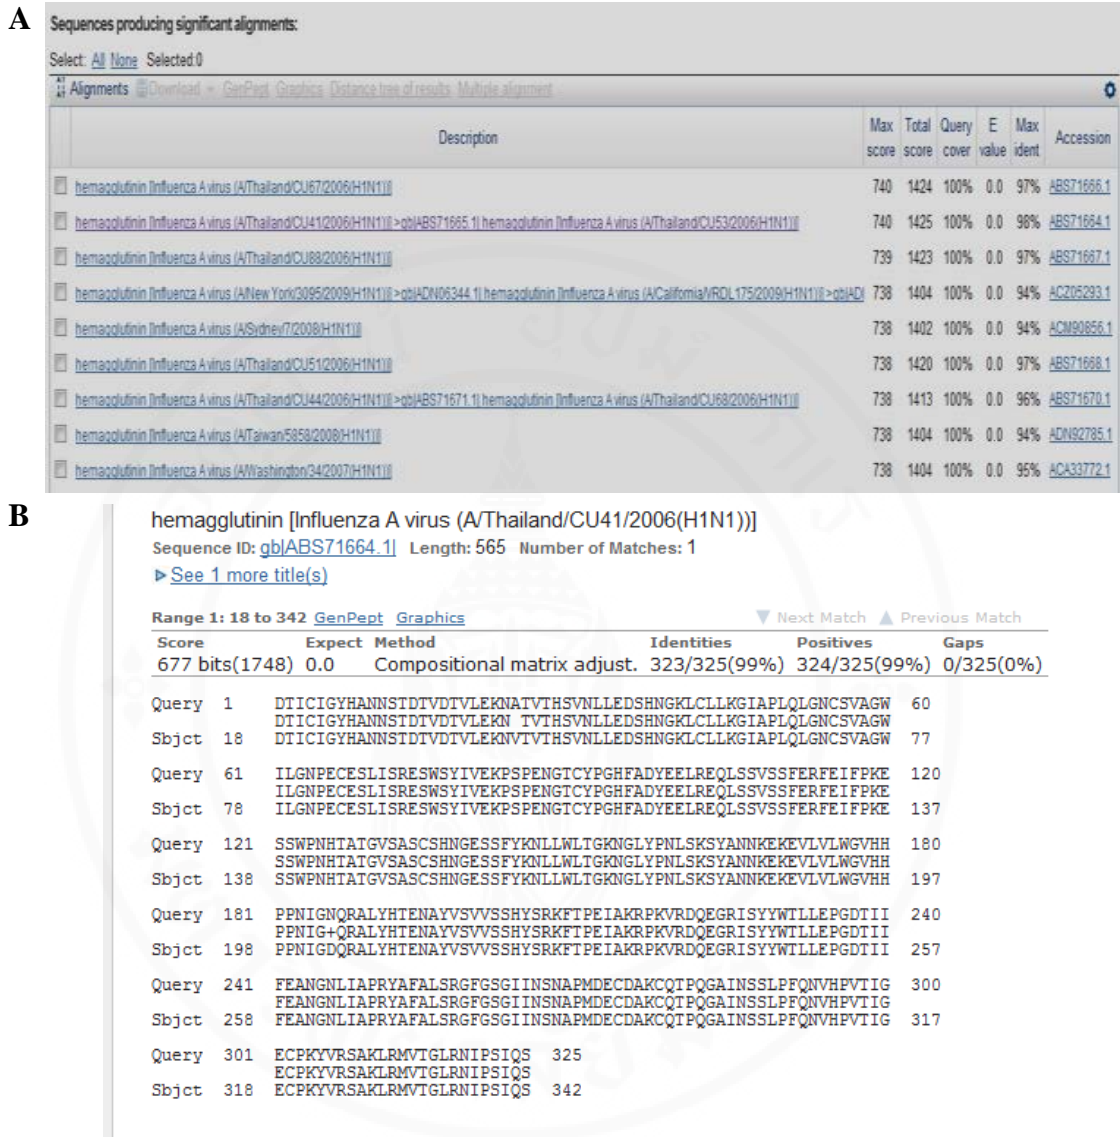 A
Sequences producing significant alignments:
Select: All None Selected:0
Alignments Download GenPept Graphics Distance tree of results Multiple alignment
Description Max score Total score Query cover E value Max ident Accession
hemagglutinin [Influenza A virus (A/Thailand/CU67/2006(H1N1))] 740 1424 100% 0.0 97% ABS71666.1
hemagglutinin [Influenza A virus (A/Thailand/CU41/2006(H1N1))] >gb|ABS71665.1| hemagglutinin [Influenza A virus (A/Thailand/CU53/2006(H1N1))] 740 1425 100% 0.0 98% ABS71664.1
hemagglutinin [Influenza A virus (A/Thailand/CU88/2006(H1N1))] 739 1423 100% 0.0 97% ABS71667.1
hemagglutinin [Influenza A virus (A/New York/3095/2009(H1N1))] >gb|ADN06344.1| hemagglutinin [Influenza A virus (A/California/VRDL175/2009(H1N1))] >gb|AD 738 1404 100% 0.0 94% ACZ05293.1
hemagglutinin [Influenza A virus (A/Sydney/7/2008(H1N1))] 738 1402 100% 0.0 94% ACM90856.1
hemagglutinin [Influenza A virus (A/Thailand/CU51/2006(H1N1))] 738 1420 100% 0.0 97% ABS71668.1
hemagglutinin [Influenza A virus (A/Thailand/CU44/2006(H1N1))] >gb|ABS71671.1| hemagglutinin [Influenza A virus (A/Thailand/CU68/2006(H1N1))] 738 1413 100% 0.0 96% ABS71670.1
hemagglutinin [Influenza A virus (A/Taiwan/5858/2008(H1N1))] 738 1404 100% 0.0 94% ADN92785.1
hemagglutinin [Influenza A virus (A/Washington/34/2007(H1N1))] 738 1404 100% 0.0 95% ACA33772.1
B
hemagglutinin [Influenza A virus (A/Thailand/CU41/2006(H1N1))]
Sequence ID: gb|ABS71664.1| Length: 565 Number of Matches: 1
See 1 more title(s)
Range 1: 18 to 342 GenPept Graphics Next Match Previous Match
Score Expect Method Identities Positives Gaps
677 bits(1748) 0.0 Compositional matrix adjust. 323/325(99%) 324/325(99%) 0/325(0%)
Query 1 DTICIGYHANNSTDTVDTVLEKNATVTHSVNLLEDSHNGKLCLLKGIAPLQLGNCSVAGW 60
DTICIGYHANNSTDTVDTVLEKN TVTHSVNLLEDSHNGKLCLLKGIAPLQLGNCSVAGW
Sbjct 18 DTICIGYHANNSTDTVDTVLEKNVTVTHSVNLLEDSHNGKLCLLKGIAPLQLGNCSVAGW 77
Query 61 ILGNPECESLISRESWSYIVEKPSPENGTCYPGHFADYEELREQLSSVSSFERFEIFPKE 120
ILGNPECESLISRESWSYIVEKPSPENGTCYPGHFADYEELREQLSSVSSFERFEIFPKE
Sbjct 78 ILGNPECESLISRESWSYIVEKPSPENGTCYPGHFADYEELREQLSSVSSFERFEIFPKE 137
Query 121 SSWPNHTATGVSASCSHNGESSFYKNLLWLTGKNGLYPNLSKSYANNKEKEVLVLWGVHH 180
SSWPNHTATGVSASCSHNGESSFYKNLLWLTGKNGLYPNLSKSYANNKEKEVLVLWGVHH
Sbjct 138 SSWPNHTATGVSASCSHNGESSFYKNLLWLTGKNGLYPNLSKSYANNKEKEVLVLWGVHH 197
Query 181 PPNIGNQRALYHTENAYVSVVSSHYSRKFTPEIAKRPKVRDQEGRISYYWTLLEPGDTII 240
PPNIG+QRALYHTENAYVSVVSSHYSRKFTPEIAKRPKVRDQEGRISYYWTLLEPGDTII
Sbjct 198 PPNIGDQRALYHTENAYVSVVSSHYSRKFTPEIAKRPKVRDQEGRISYYWTLLEPGDTII 257
Query 241 FEANGNLIAPRYAFALSRGFGSGIINSNAPMDECDAKCQTPQGAINSSLPFQNVHPVTIG 300
FEANGNLIAPRYAFALSRGFGSGIINSNAPMDECDAKCQTPQGAINSSLPFQNVHPVTIG
Sbjct 258 FEANGNLIAPRYAFALSRGFGSGIINSNAPMDECDAKCQTPQGAINSSLPFQNVHPVTIG 317
Query 301 ECPKYVRSAKLRMVTGLRNIPSIQS 325
ECPKYVRSAKLRMVTGLRNIPSIQS
Sbjct 318 ECPKYVRSAKLRMVTGLRNIPSIQS 342